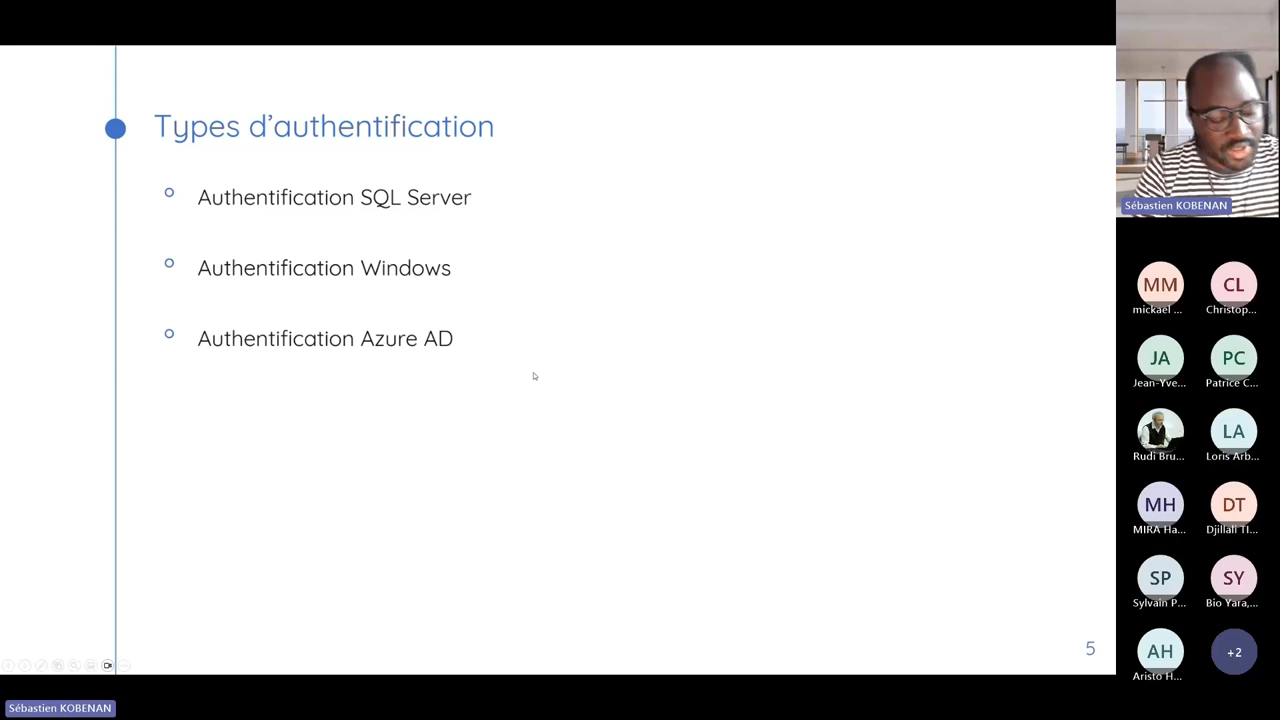 Types d'authentification
Authentification SQL Server
Authentification Windows
Authentification Azure AD
5
Sébastien KOBENAN
Sébastien KOBENAN
MM
mickael ...
CL
Christop...
JA
Jean-Yve...
PC
Patrice C...
Rudi Bru...
LA
Loris Arb...
MH
MIRA Ha...
DT
Djillali TI...
SP
Sylvain P...
SY
Bio Yara,...
AH
Aristo H...
+2